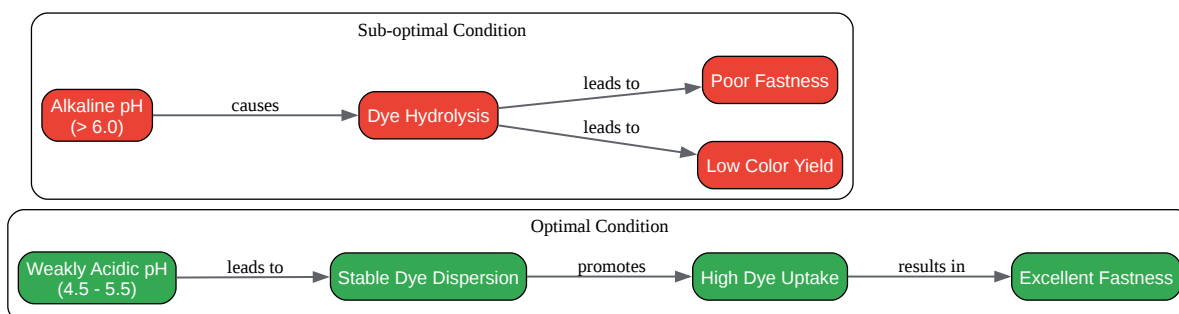 Sub-optimal Condition
Alkaline pH
(> 6.0)
causes
Dye Hydrolysis
leads to
Poor Fastness
leads to
Low Color Yield
Optimal Condition
Weakly Acidic pH
(4.5 - 5.5)
leads to
Stable Dye Dispersion
promotes
High Dye Uptake
results in
Excellent Fastness